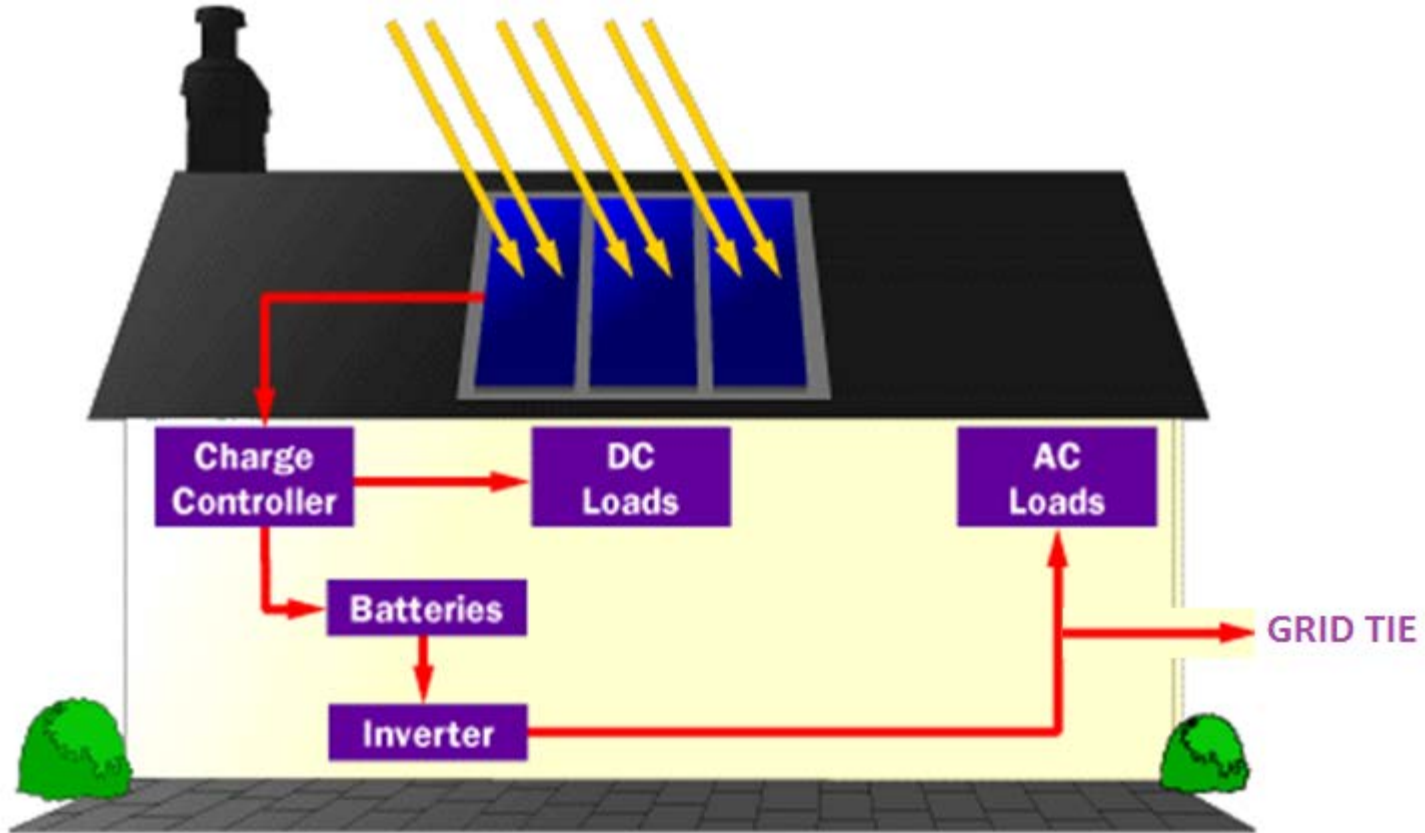 Charge
Controller
DC
Loads
AC
Loads
Batteries
GRID TIE
Inverter